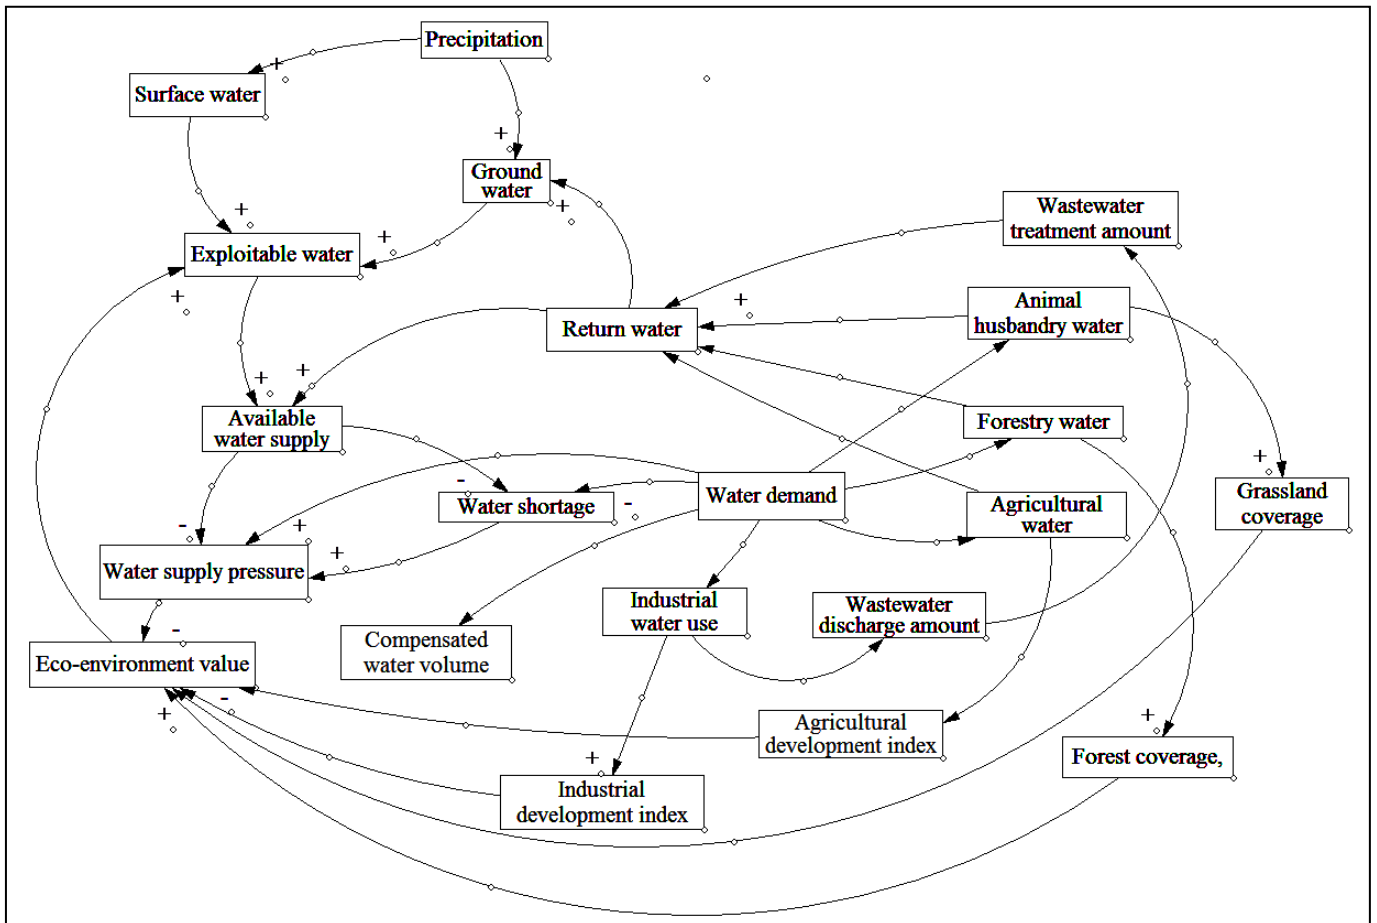 Precipitation
+
Surface water
+
Ground
water
+
+
+
Exploitable water
+
Wastewater
treatment amount
Animal
husbandry water
+
Return water
+
+
Available
water supply
Forestry water
+
Grassland
coverage
-
Water shortage
-
Water demand
Agricultural
water
-
+
+
Water supply pressure
Industrial
water use
Wastewater
discharge amount
-
Compensated
water volume
Eco-environment value
-
+
Agricultural
development index
+
Forest coverage,
+
Industrial
development index